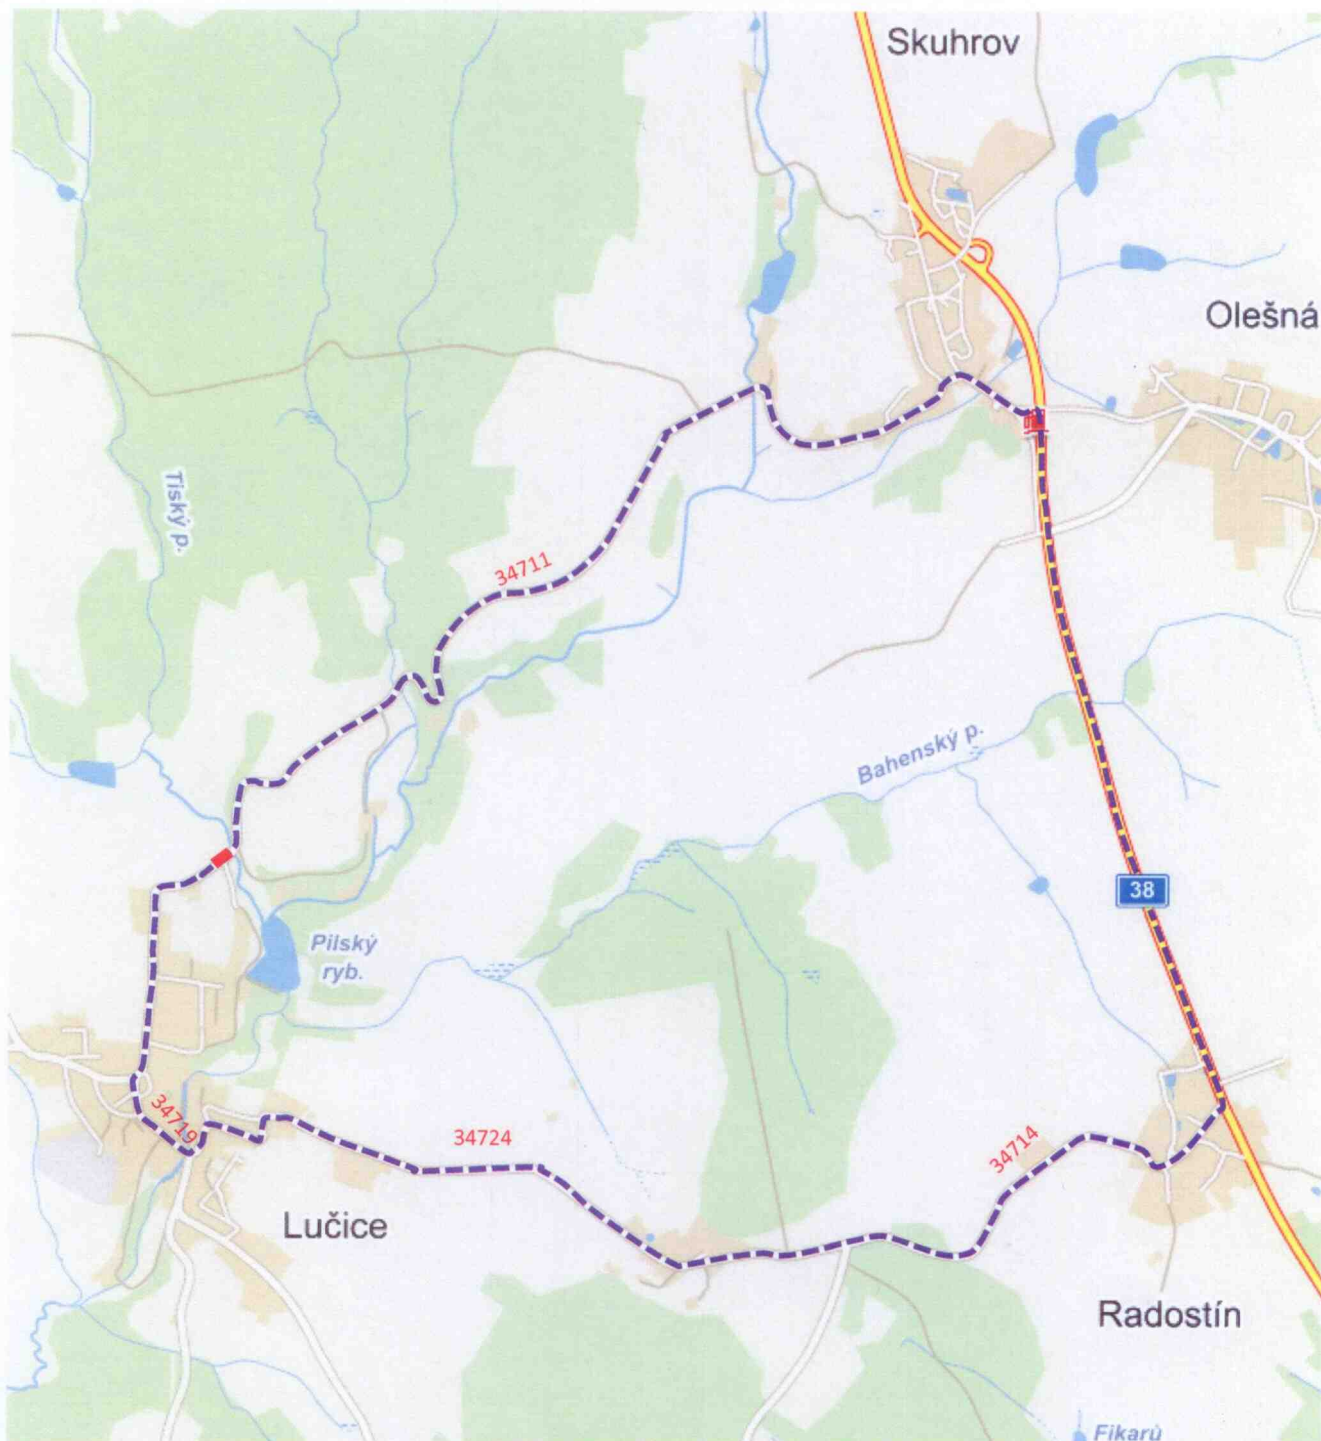 Skuhrov
Olešná
Tiský p.
34711
Bahenský p.
38
Pilský
ryb.
34719
34724
34714
Lučice
Radostín
Fikarů